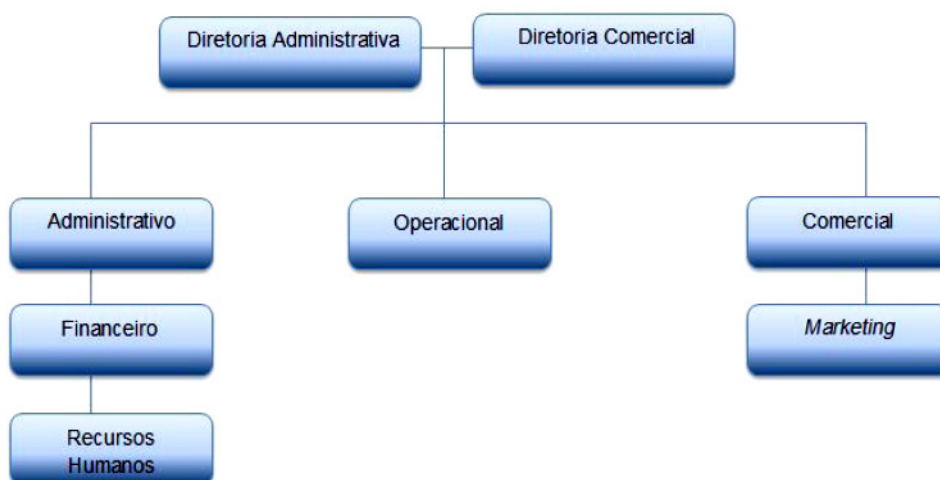 Diretoria Administrativa
Diretoria Comercial
Administrativo
Operacional
Comercial
Financeiro
Marketing
Recursos
Humanos